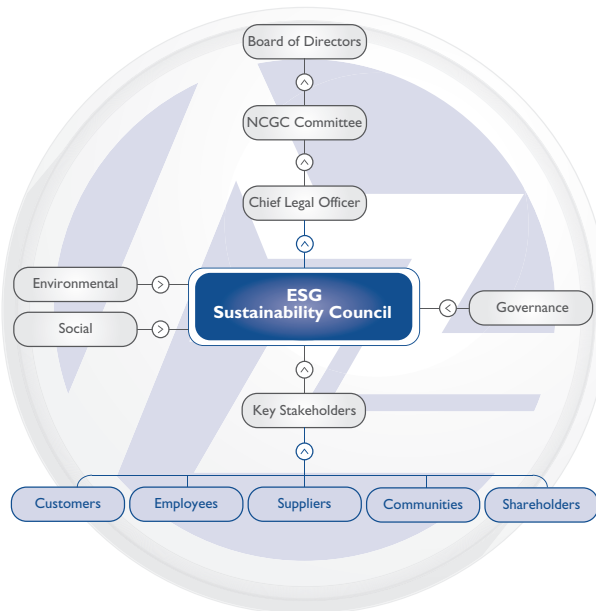 Board of Directors
NCGC Committee
Chief Legal Officer
Environmental
ESG
Sustainability Council
Governance
Social
Key Stakeholders
Customers
Employees
Suppliers
Communities
Shareholders